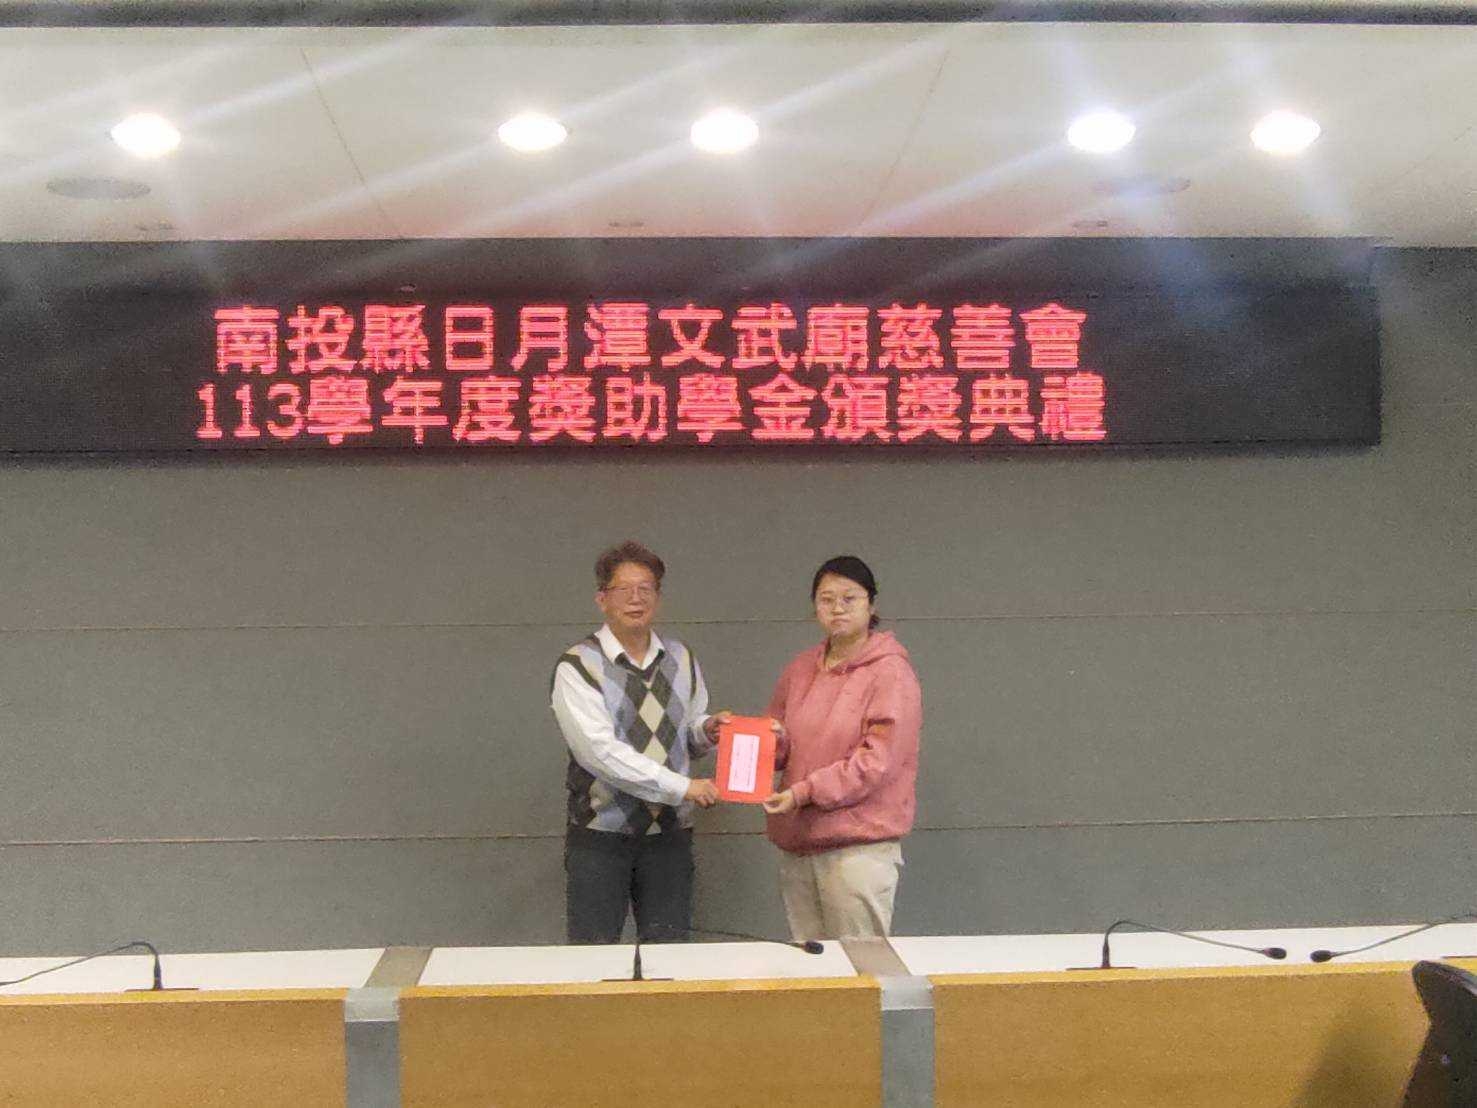 南投縣日月潭文武廟慈善會
113學年度獎助學金頒獎典禮